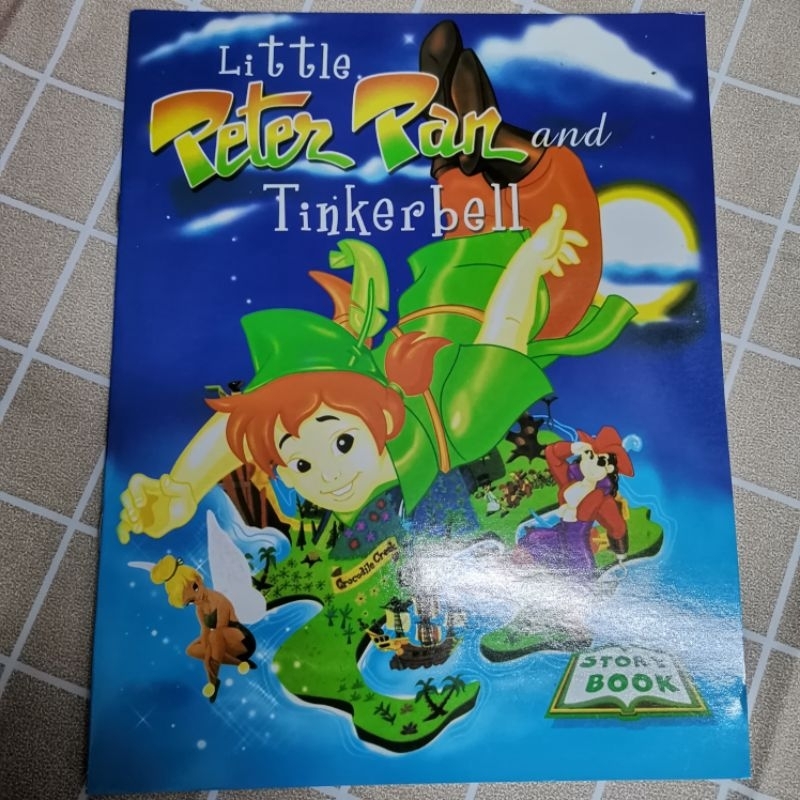 Little
Peter Pan and
Tinkerbell
Crocodile Creek
STORY
BOOK